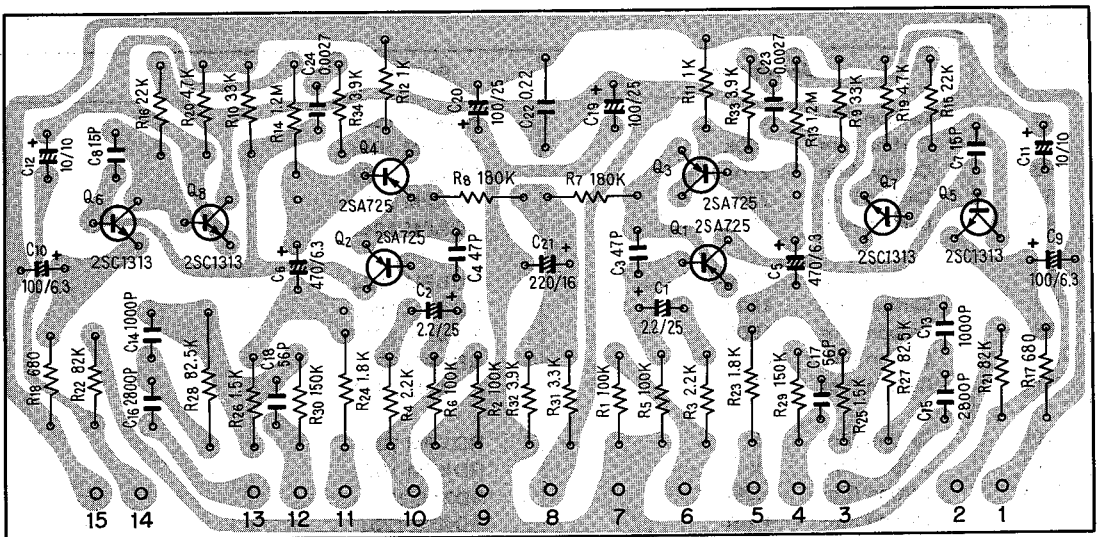 R16 22K
R20 4.7K
R10 33K
R14 1.2M
C24 0.0027
R34 3.9K
R12 1K
C20 + 100/25
C22 0.22
C19 + 100/25
R11 1K
R33 3.9K
C23 0.0027
R13 1.2M
R9 33K
R19 4.7K
R15 22K
C12 + 10/10
C8 15P
Q4
2SA725
R8 180K
R7 180K
Q3
2SA725
C7 15P
C11 + 10/10
Q6
2SC1313
Q8
2SC1313
Q7
2SC1313
Q5
2SC1313
C10 +
100/6.3
C6 + 470/6.3
Q2
2SA725
C4 47P
C21 +
220/16
C3 47P
Q1
2SA725
C5 + 470/6.3
C9 +
100/6.3
C2 +
2.2/25
C1 +
2.2/25
R18 680
R22 82K
C14 1000P
C16 2800P
R28 82.5K
R26 1.5K
C18 56P
R30 150K
R24 1.8K
R4 2.2K
R6 100K
R2 100K
R32 3.9K
R31 3.3K
R1 100K
R5 100K
R3 2.2K
R23 1.8K
R29 150K
C17 56P
R25 1.5K
R27 82.5K
C13 1000P
C15 2800P
R21 82K
R17 680
15 14 13 12 11 10 9 8 7 6 5 4 3 2 1